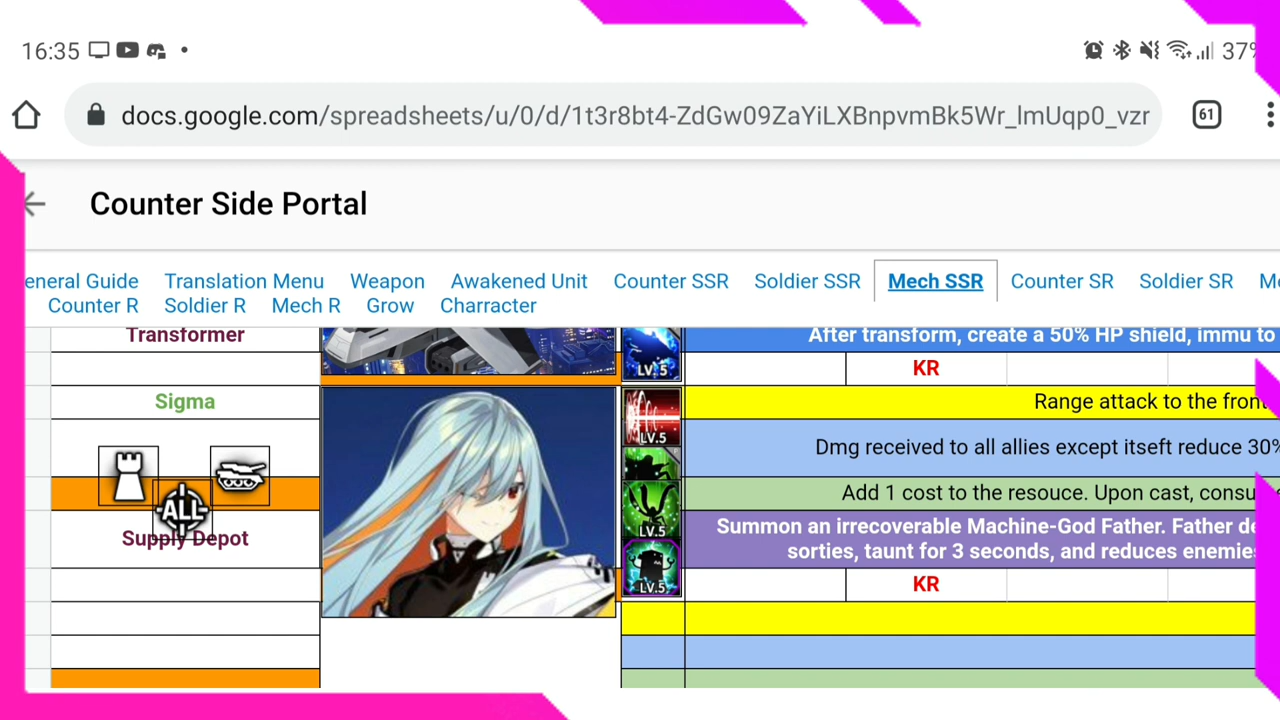 16:35
37%
docs.google.com/spreadsheets/u/0/d/1t3r8bt4-ZdGw09ZaYiLXBnpvmBk5Wr_lmUqp0_vzr
61
Counter Side Portal
eneral Guide Translation Menu Weapon Awakened Unit Counter SSR Soldier SSR Mech SSR Counter SR Soldier SR
Counter R Soldier R Mech R Grow Charracter
Transformer
LV.5
After transform, create a 50% HP shield, immu to
KR
Sigma
LV.5
Range attack to the front
Dmg received to all allies except itseft reduce 30%
ALL
LV.5
Add 1 cost to the resouce. Upon cast, consu
Supply Depot
LV.5
Summon an irrecoverable Machine-God Father. Father de
sorties, taunt for 3 seconds, and reduces enemies
KR